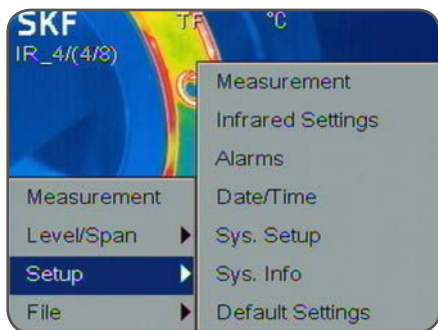 SKF TF °C
IR_4/(4/8)
Measurement
Level/Span
Setup
File
Measurement
Infrared Settings
Alarms
Date/Time
Sys. Setup
Sys. Info
Default Settings